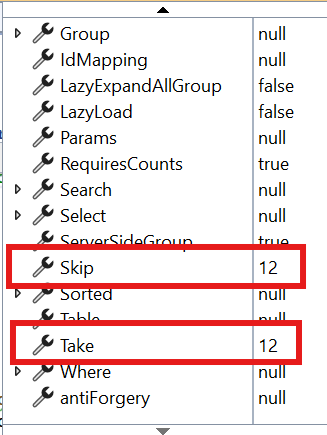 Group null
IdMapping null
LazyExpandAllGroup false
LazyLoad false
Params null
RequiresCounts true
Search null
Select null
ServerSideGroup true
Skip 12
Sorted null
Table null
Take 12
Where null
antiForgery null